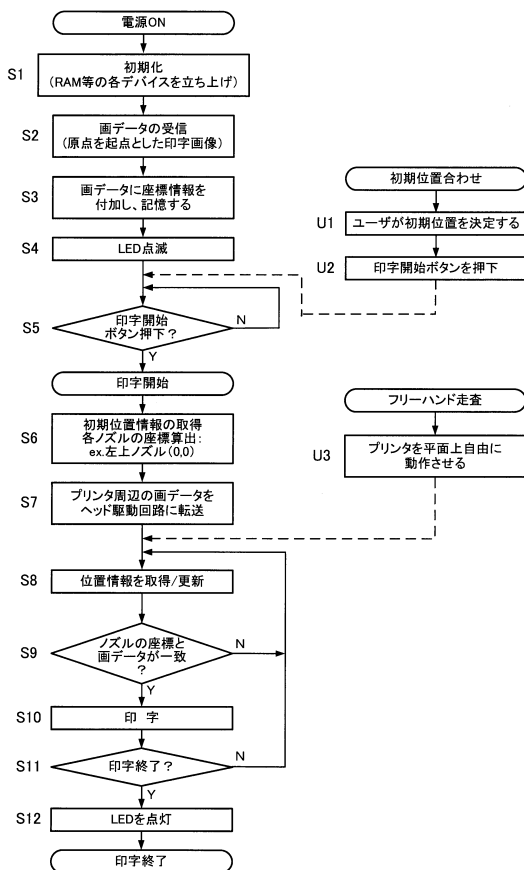 電源ON
S1
初期化
(RAM等の各デバイスを立ち上げ)
S2
画データの受信
(原点を起点とした印字画像)
S3
画データに座標情報を
付加し、記憶する
S4
LED点滅
S5
印字開始
ボタン押下?
N
Y
印字開始
S6
初期位置情報の取得
各ノズルの座標算出:
ex.左上ノズル(0,0)
S7
プリンタ周辺の画データを
ヘッド駆動回路に転送
S8
位置情報を取得/更新
S9
ノズルの座標と
画データが一致
?
N
Y
S10
印 字
S11
印字終了?
N
Y
S12
LEDを点灯
印字終了
初期位置合わせ
U1
ユーザが初期位置を決定する
U2
印字開始ボタンを押下
フリーハンド走査
U3
プリンタを平面上自由に
動作させる